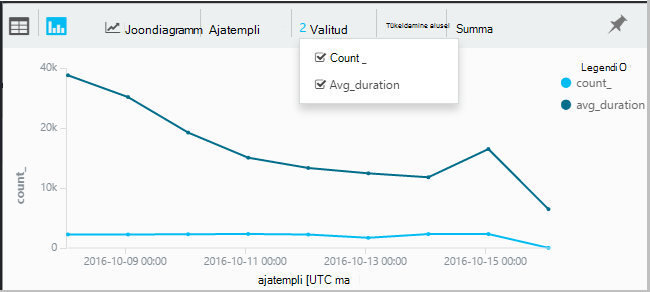 Joondiagramm
Ajatempli
2 Valitud
Tükeldamine alusel
Summa
Count_
Avg_duration
Legendi O
count_
avg_duration
40k
20k
10k
0
count_
2016-10-09 00:00
2016-10-11 00:00
2016-10-13 00:00
2016-10-15 00:00
ajatempli [UTC ma